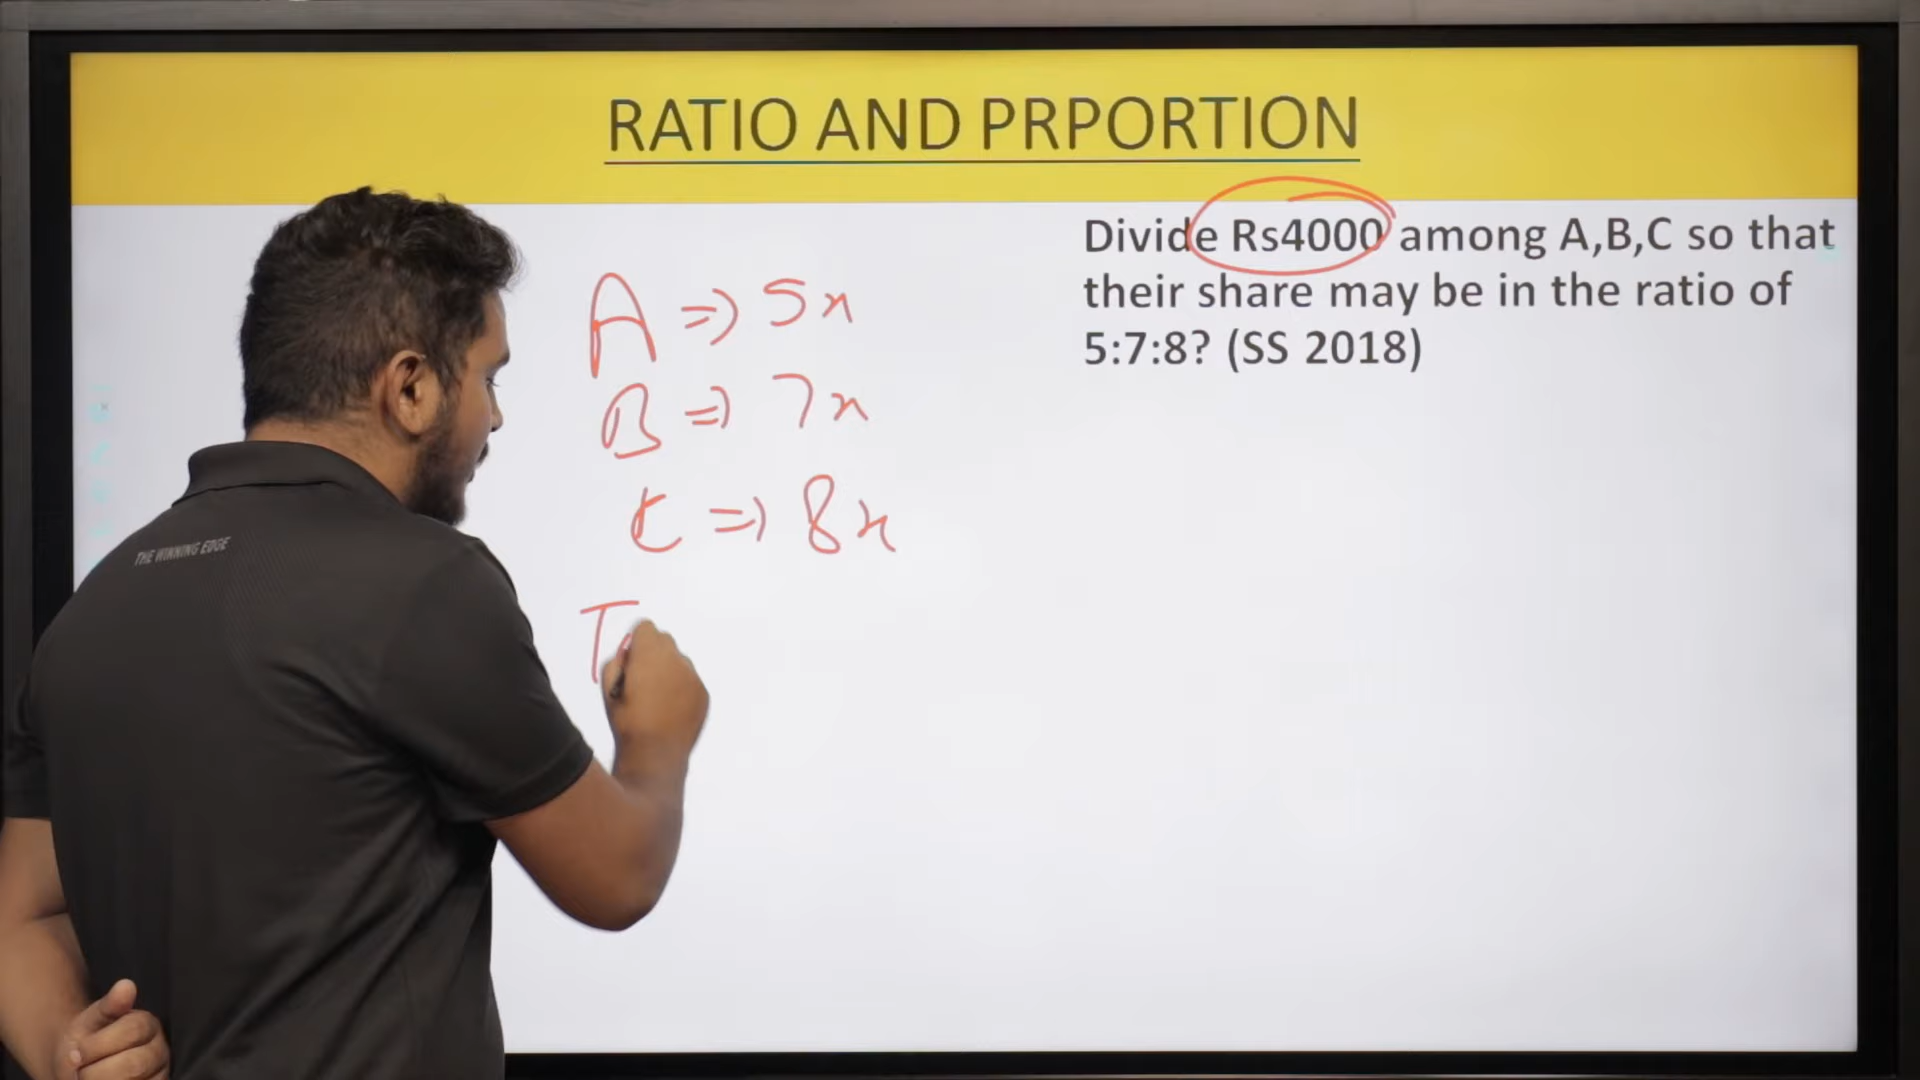 RATIO AND PRPORTION
Divide Rs4000 among A,B,C so that
their share may be in the ratio of
5:7:8? (SS 2018)
A => 5x
B => 7x
C => 8x
T
THE WINNING EDGE